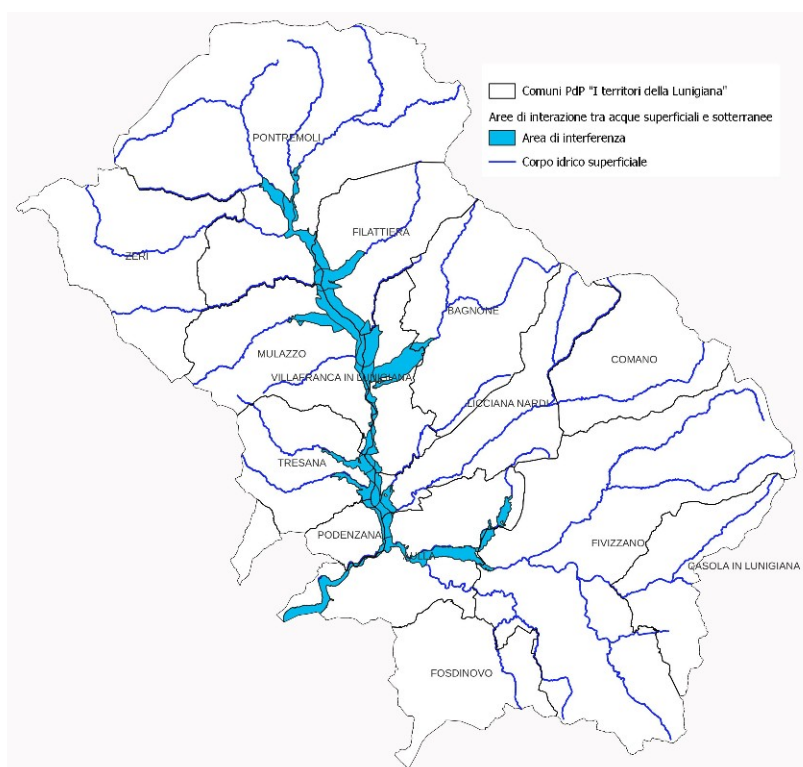 Comuni PdP "I territori della Lunigiana"
Aree di interazione tra acque superficiali e sotterranee
Area di interferenza
Corpo idrico superficiale
PONTREMOLI
FILATTIERA
ZERI
BAGNONE
MULAZZO
COMANO
VILLAFRANCA IN LUNIGIANA
LICCIANA NARDI
TRESANA
PODENZANA
FIVIZZANO
AULLA
CASOLA IN LUNIGIANA
FOSDINOVO